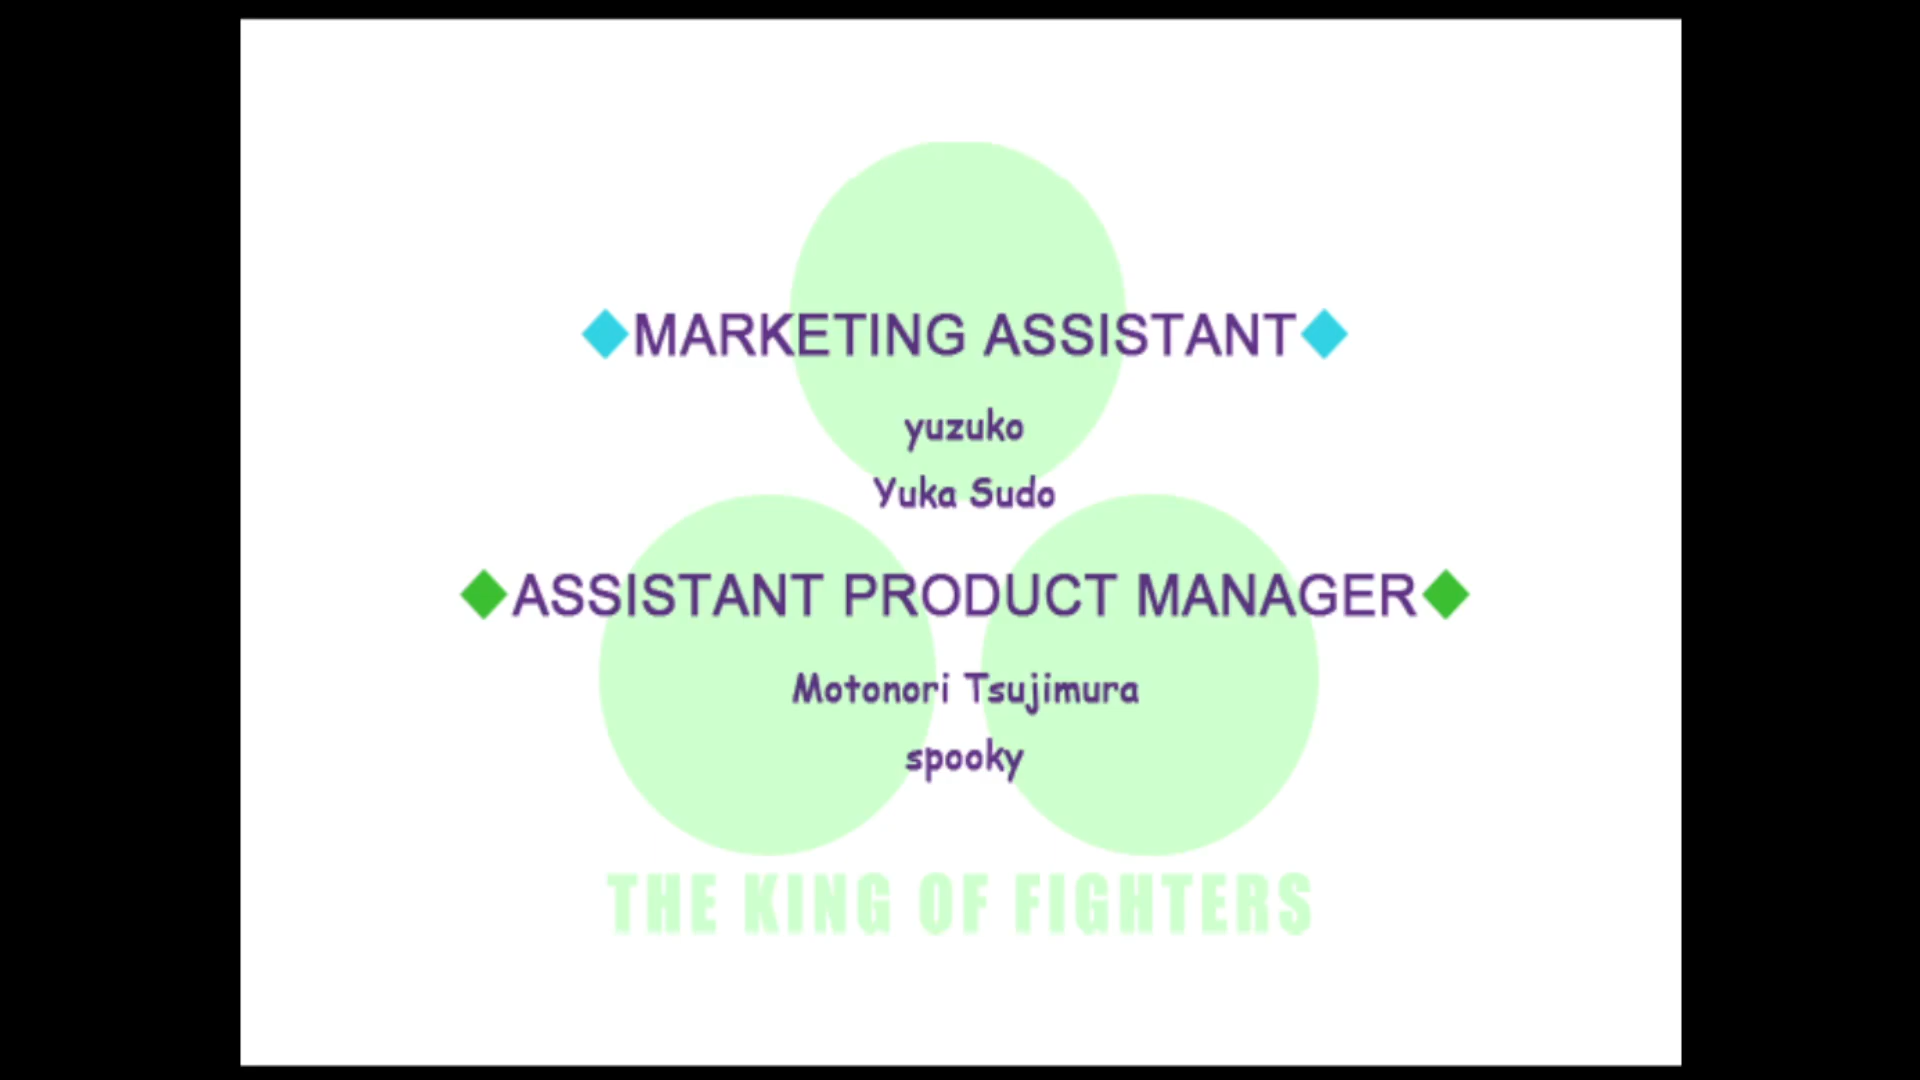 ◆MARKETING ASSISTANT◆
yuzuko
Yuka Sudo
◆ASSISTANT PRODUCT MANAGER◆
Motonori Tsujimura
spooky
THE KING OF FIGHTERS